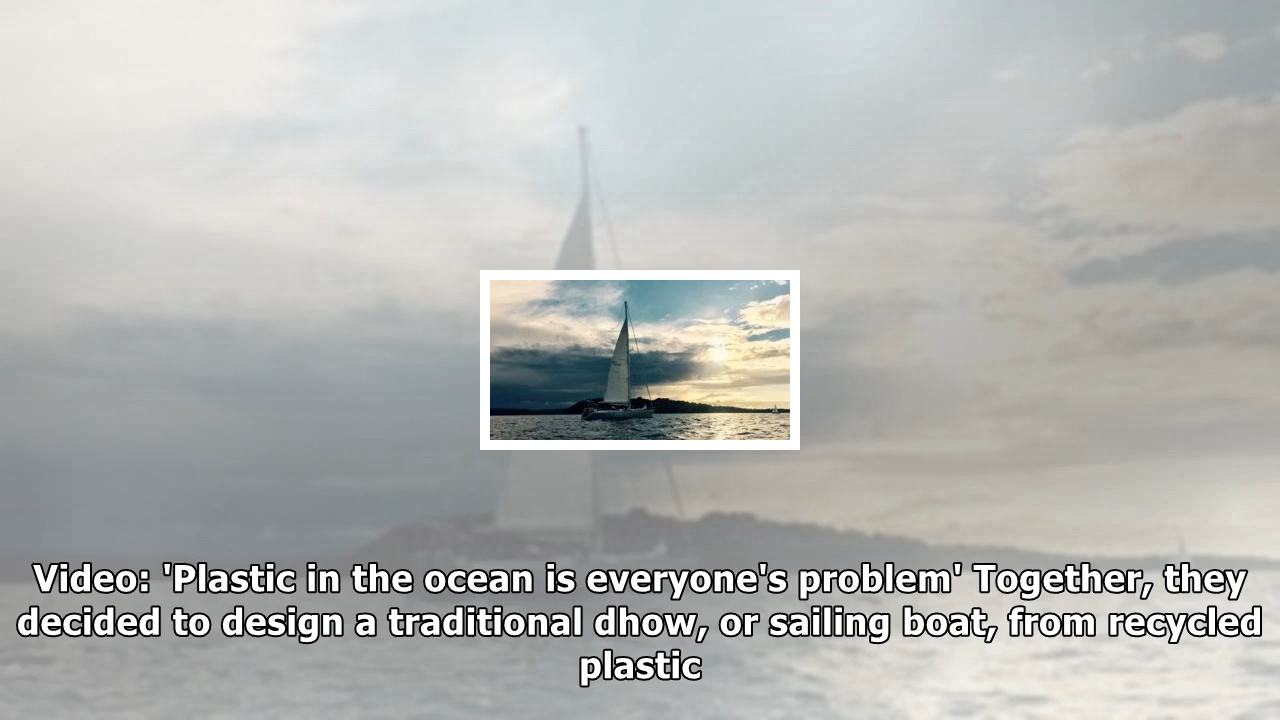 Video: 'Plastic in the ocean is everyone's problem' Together, they
decided to design a traditional dhow, or sailing boat, from recycled
plastic